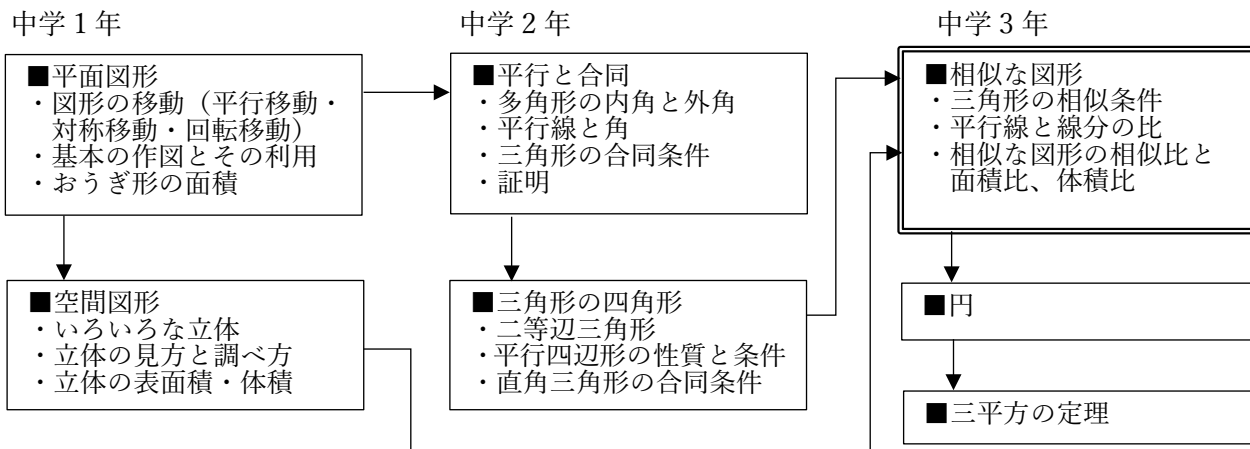 中学１年
■平面図形
・図形の移動（平行移動・
対称移動・回転移動）
・基本の作図とその利用
・おうぎ形の面積
■空間図形
・いろいろな立体
・立体の見方と調べ方
・立体の表面積・体積
中学２年
■平行と合同
・多角形の内角と外角
・平行線と角
・三角形の合同条件
・証明
■三角形の四角形
・二等辺三角形
・平行四辺形の性質と条件
・直角三角形の合同条件
中学３年
■相似な図形
・三角形の相似条件
・平行線と線分の比
・相似な図形の相似比と
面積比、体積比
■円
■三平方の定理